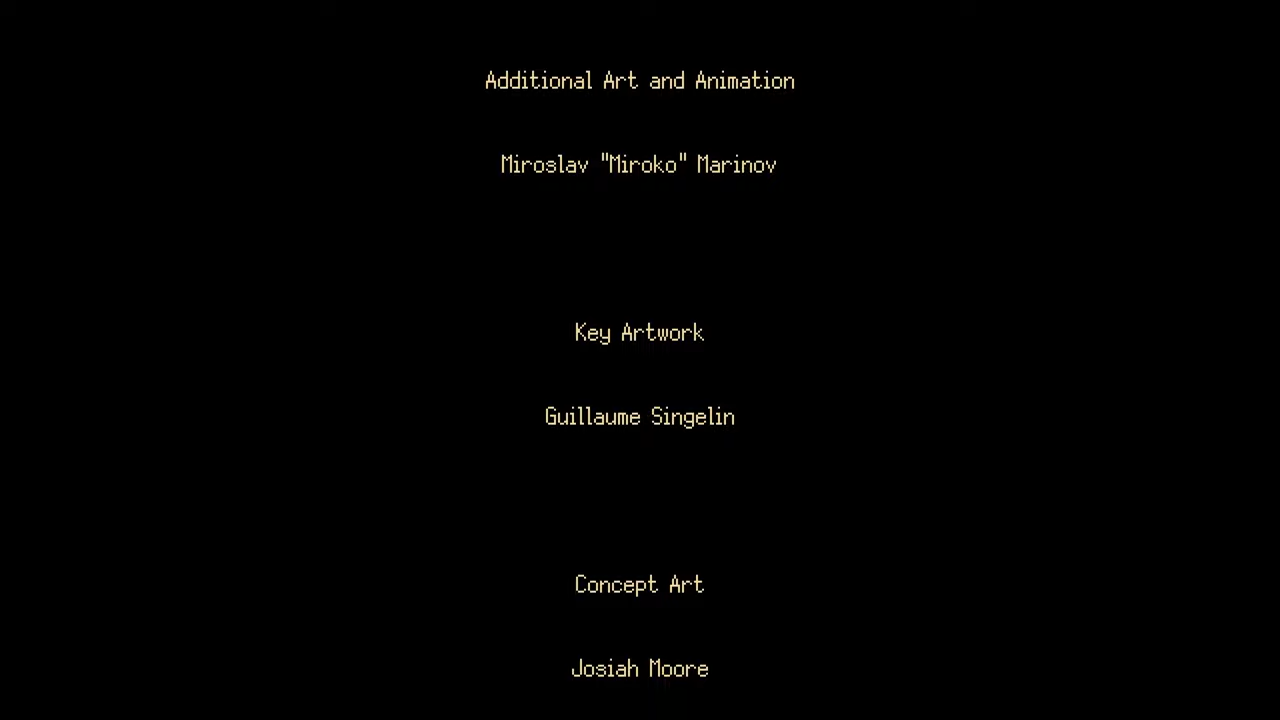 Additional Art and Animation
Miroslav "Miroko" Marinov
Key Artwork
Guillaume Singelin
Concept Art
Josiah Moore